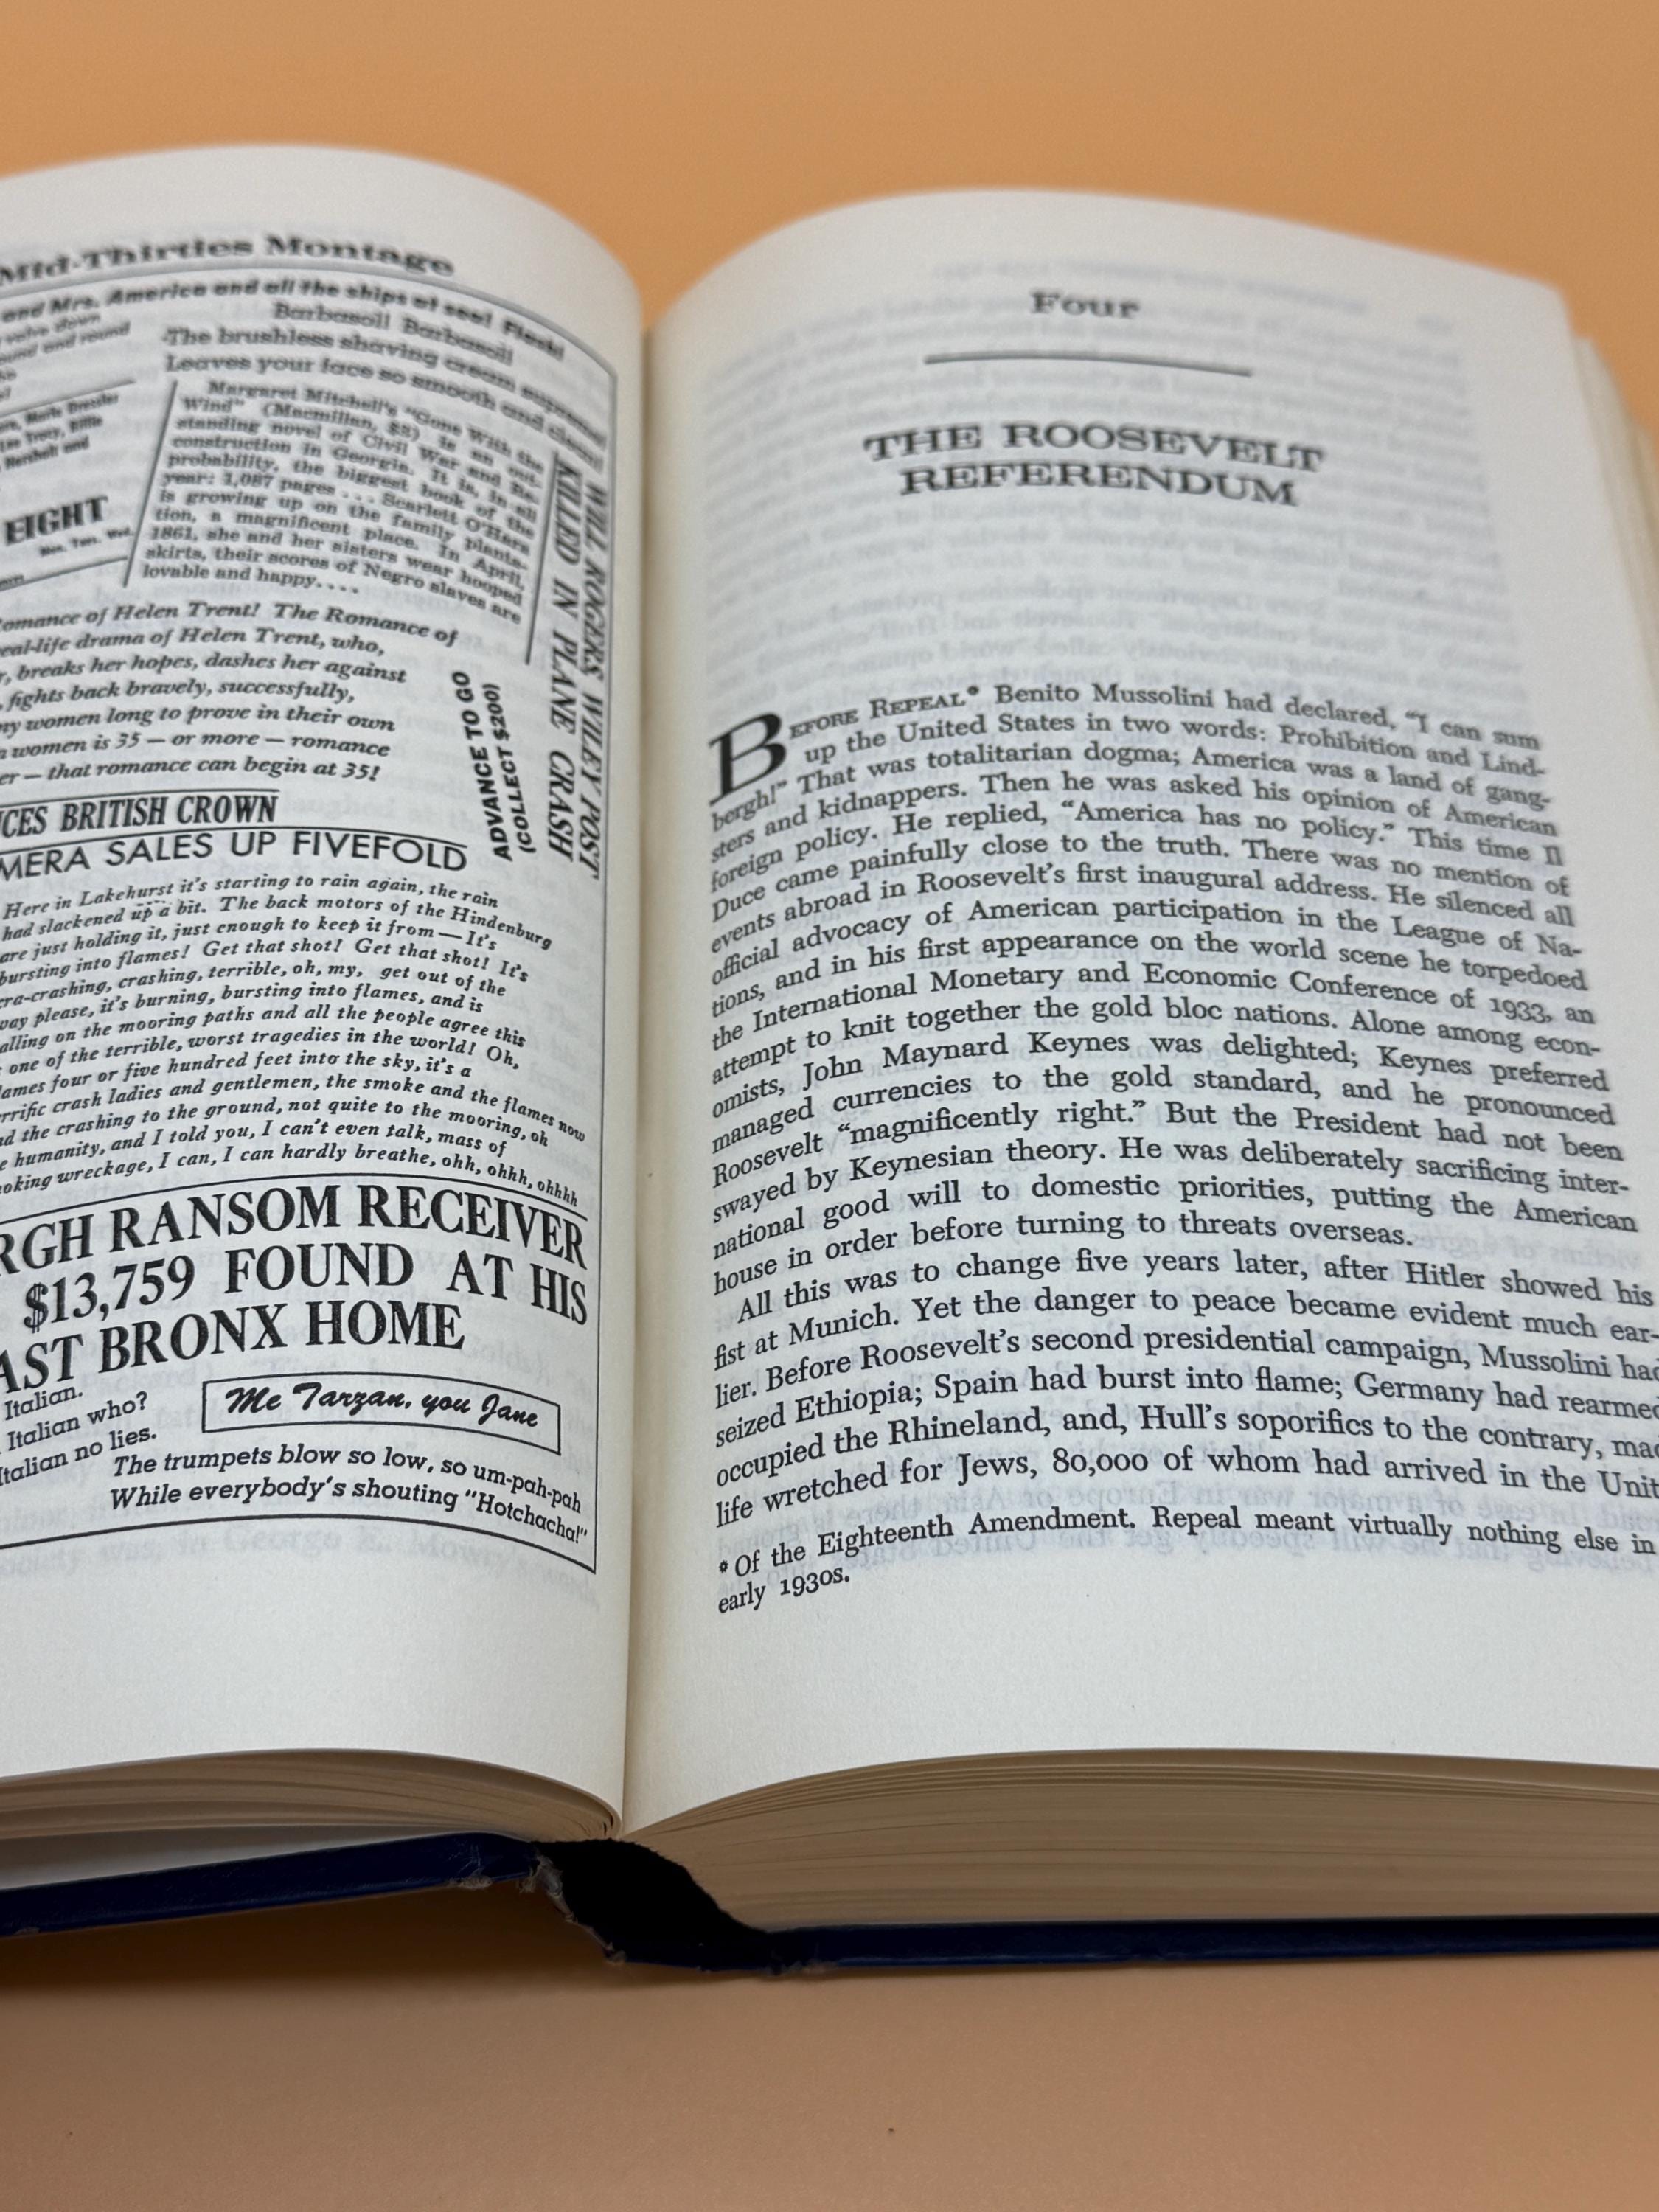 Mid-Thirties Montage
and Mrs. America and all the ships at sea! Flash!
Barbasol! Barbasol!
The brushless shaving cream supreme!
Leaves your face so smooth and clean!
down
ound and round
Marie Dressler
Lee Tracy, Billie
Hersholt and
EIGHT
Mon. Tues. Wed.
Margaret Mitchell's "Gone With the
Wind" (Macmillan, $3) is an out-
standing novel of Civil War and Re-
construction in Georgia. It is, in all
probability, the biggest book of the
year: 1,037 pages . . . Scarlett O'Hara
is growing up on the family planta-
tion, a magnificent place. In April,
1861, she and her sisters wear hooped
skirts, their scores of Negro slaves are
lovable and happy. . . .
WILL ROGERS, WILEY POST
KILLED IN PLANE CRASH
omance of Helen Trent! The Romance of
eal-life drama of Helen Trent, who,
, breaks her hopes, dashes her against
, fights back bravely, successfully,
ny women long to prove in their own
women is 35 — or more — romance
er — that romance can begin at 35!
ADVANCE TO GO
(COLLECT $200)
CES BRITISH CROWN
MERA SALES UP FIVEFOLD
Here in Lakehurst it's starting to rain again, the rain
had slackened up a bit. The back motors of the Hindenburg
are just holding it, just enough to keep it from — It's
bursting into flames! Get that shot! Get that shot! It's
ra-crashing, crashing, terrible, oh, my, get out of the
way please, it's burning, bursting into flames, and is
alling on the mooring paths and all the people agree this
one of the terrible, worst tragedies in the world! Oh,
lames four or five hundred feet into the sky, it's a
rrific crash ladies and gentlemen, the smoke and the flames now
d the crashing to the ground, not quite to the mooring, oh
e humanity, and I told you, I can't even talk, mass of
oking wreckage, I can, I can hardly breathe, ohh, ohhh, ohhhh
RGH RANSOM RECEIVER
$13,759 FOUND AT HIS
AST BRONX HOME
Italian.
Italian who?
Italian no lies.
Me Tarzan, you Jane
The trumpets blow so low, so um-pah-pah
While everybody's shouting "Hotchacha!"
Four
THE ROOSEVELT
REFERENDUM
BEFORE REPEAL* Benito Mussolini had declared, "I can sum
up the United States in two words: Prohibition and Lind-
bergh!" That was totalitarian dogma; America was a land of gang-
sters and kidnappers. Then he was asked his opinion of American
foreign policy. He replied, "America has no policy." This time Il
Duce came painfully close to the truth. There was no mention of
events abroad in Roosevelt's first inaugural address. He silenced all
official advocacy of American participation in the League of Na-
tions, and in his first appearance on the world scene he torpedoed
the International Monetary and Economic Conference of 1933, an
attempt to knit together the gold bloc nations. Alone among econ-
omists, John Maynard Keynes was delighted; Keynes preferred
managed currencies to the gold standard, and he pronounced
Roosevelt "magnificently right." But the President had not been
swayed by Keynesian theory. He was deliberately sacrificing inter-
national good will to domestic priorities, putting the American
house in order before turning to threats overseas.
All this was to change five years later, after Hitler showed his
fist at Munich. Yet the danger to peace became evident much ear-
lier. Before Roosevelt's second presidential campaign, Mussolini had
seized Ethiopia; Spain had burst into flame; Germany had rearmed
occupied the Rhineland, and, Hull's soporifics to the contrary, mad
life wretched for Jews, 80,000 of whom had arrived in the Unit
* Of the Eighteenth Amendment. Repeal meant virtually nothing else in
early 1930s.